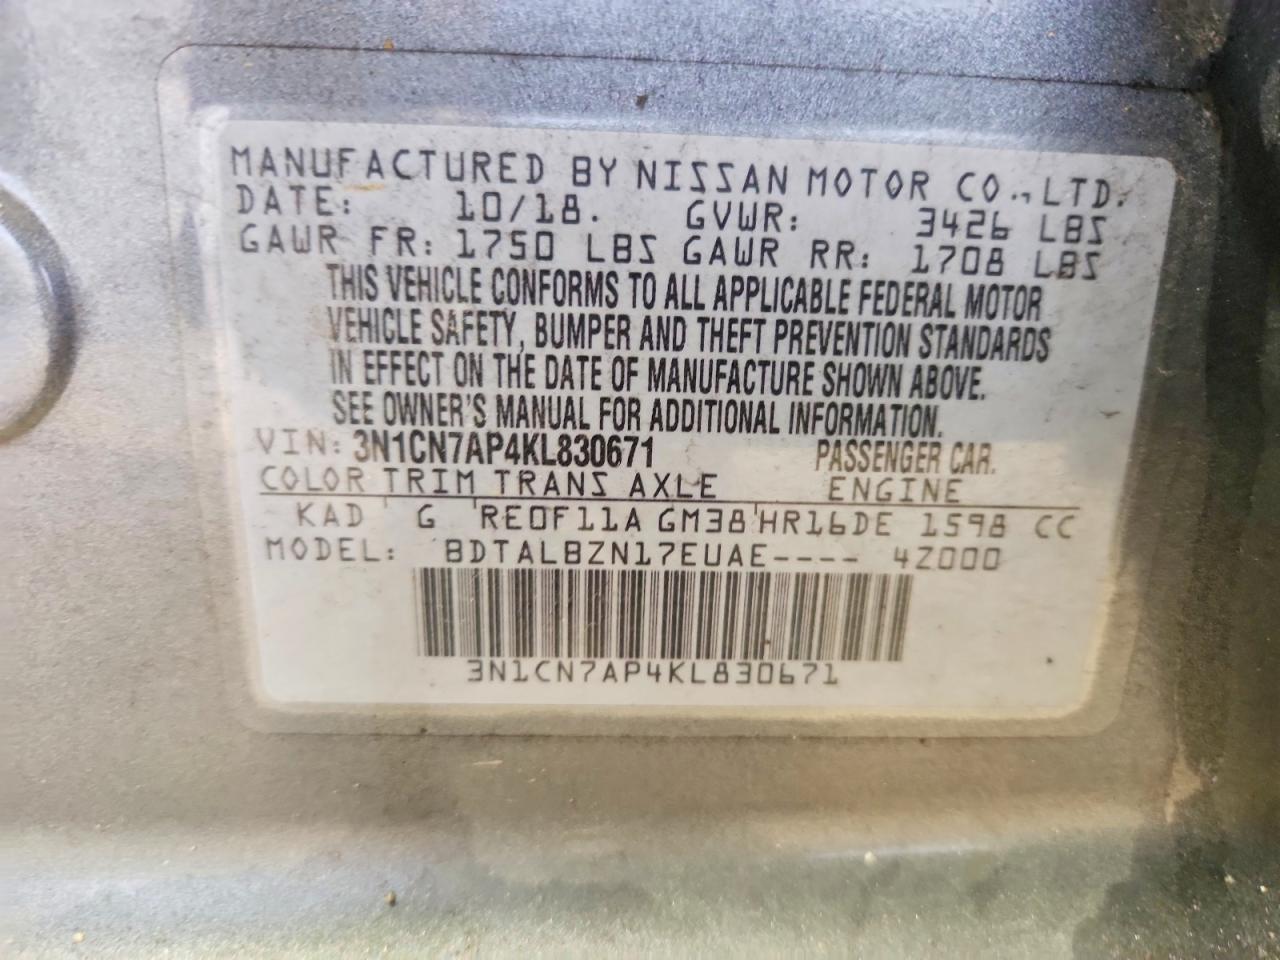 MANUFACTURED BY NISSAN MOTOR CO., LTD.
DATE: 10/18. GVWR: 3426 LBS
GAWR FR: 1750 LBS GAWR RR: 1708 LBS
THIS VEHICLE CONFORMS TO ALL APPLICABLE FEDERAL MOTOR
VEHICLE SAFETY, BUMPER AND THEFT PREVENTION STANDARDS
IN EFFECT ON THE DATE OF MANUFACTURE SHOWN ABOVE.
SEE OWNER'S MANUAL FOR ADDITIONAL INFORMATION.
VIN: 3N1CN7AP4KL830671 PASSENGER CAR.
COLOR TRIM TRANS AXLE ENGINE
KAD G RE0F11A GM38 HR16DE 1598 CC
MODEL: BDTALBZN17EUAE---- 4Z000
3N1CN7AP4KL830671